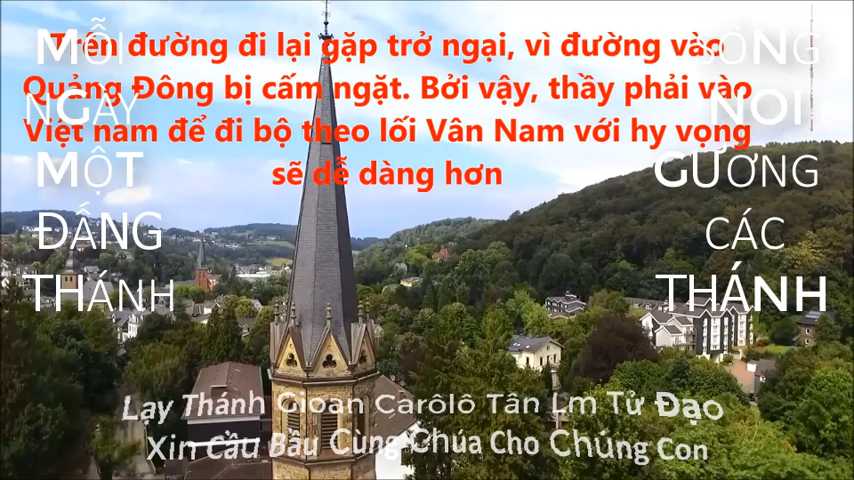 Trên đường đi lại gặp trở ngại, vì đường vào
Quảng Đông bị cấm ngặt. Bởi vậy, thầy phải vào
Việt nam để đi bộ theo lối Vân Nam với hy vọng
sẽ dễ dàng hơn
MỖI
NGÀY
MỘT
ĐẤNG
THÁNH
SỐNG
NOI
GƯƠNG
CÁC
THÁNH
Lạy Thánh Gioan Carôlô Tân Lm Tử Đạo
Xin Cầu Bầu Cùng Chúa Cho Chúng Con